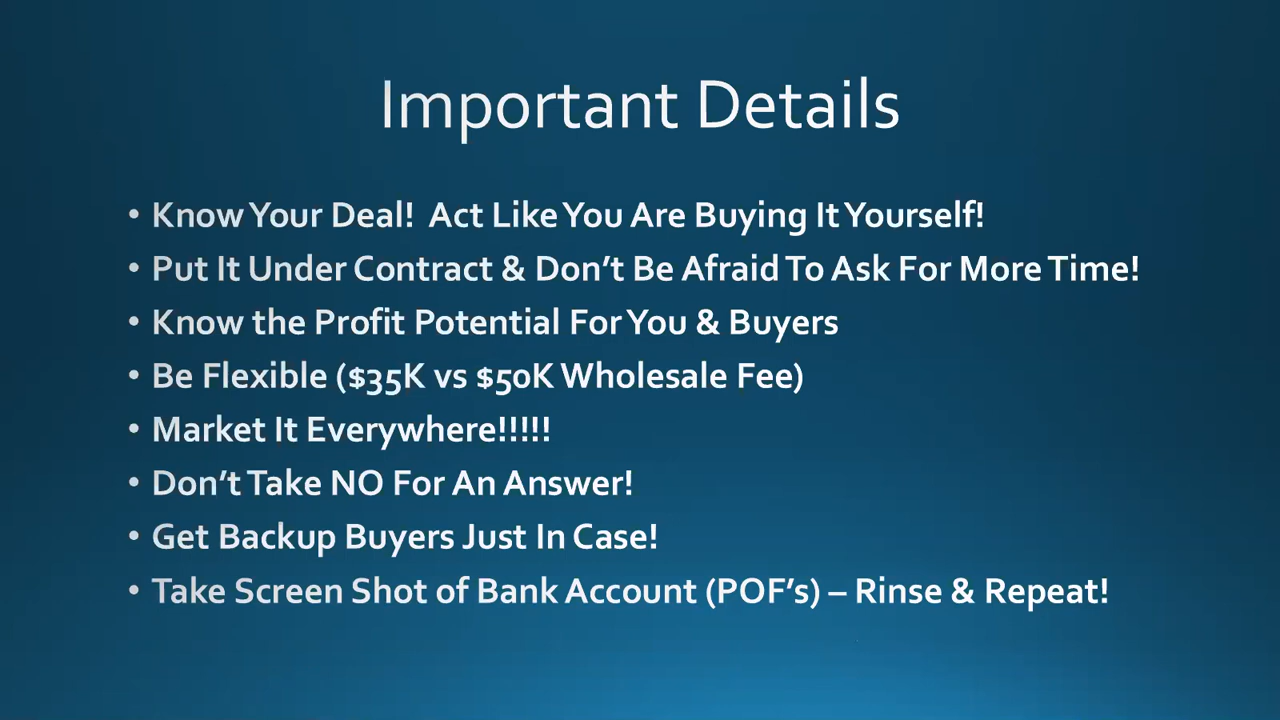 Important Details
• Know Your Deal!  Act Like You Are Buying It Yourself!
• Put It Under Contract & Don’t Be Afraid To Ask For More Time!
• Know the Profit Potential For You & Buyers
• Be Flexible ($35K vs $50K Wholesale Fee)
• Market It Everywhere!!!!!
• Don’t Take NO For An Answer!
• Get Backup Buyers Just In Case!
• Take Screen Shot of Bank Account (POF’s) – Rinse & Repeat!